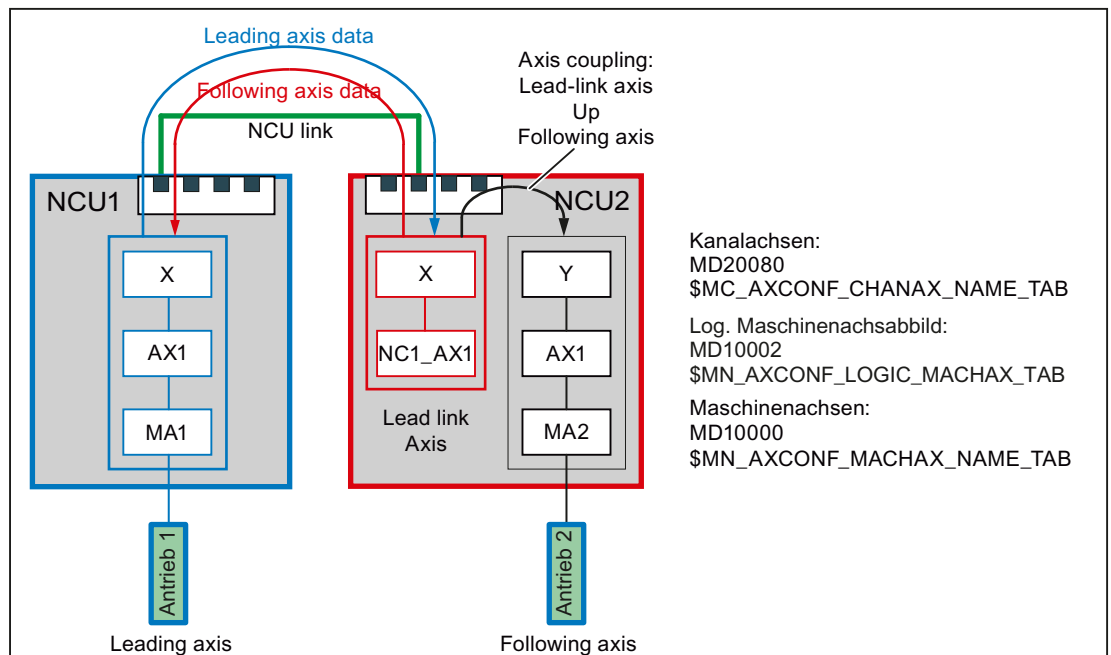 Leading axis data
Following axis data
NCU link
Axis coupling:
Lead-link axis
Up
Following axis
NCU1
X
AX1
MA1
Antrieb 1
Leading axis
NCU2
X
NC1_AX1
Lead link
Axis
Y
AX1
MA2
Antrieb 2
Following axis
Kanalachsen:
MD20080
$MC_AXCONF_CHANAX_NAME_TAB
Log. Maschinenachsabbild:
MD10002
$MN_AXCONF_LOGIC_MACHAX_TAB
Maschinenachsen:
MD10000
$MN_AXCONF_MACHAX_NAME_TAB